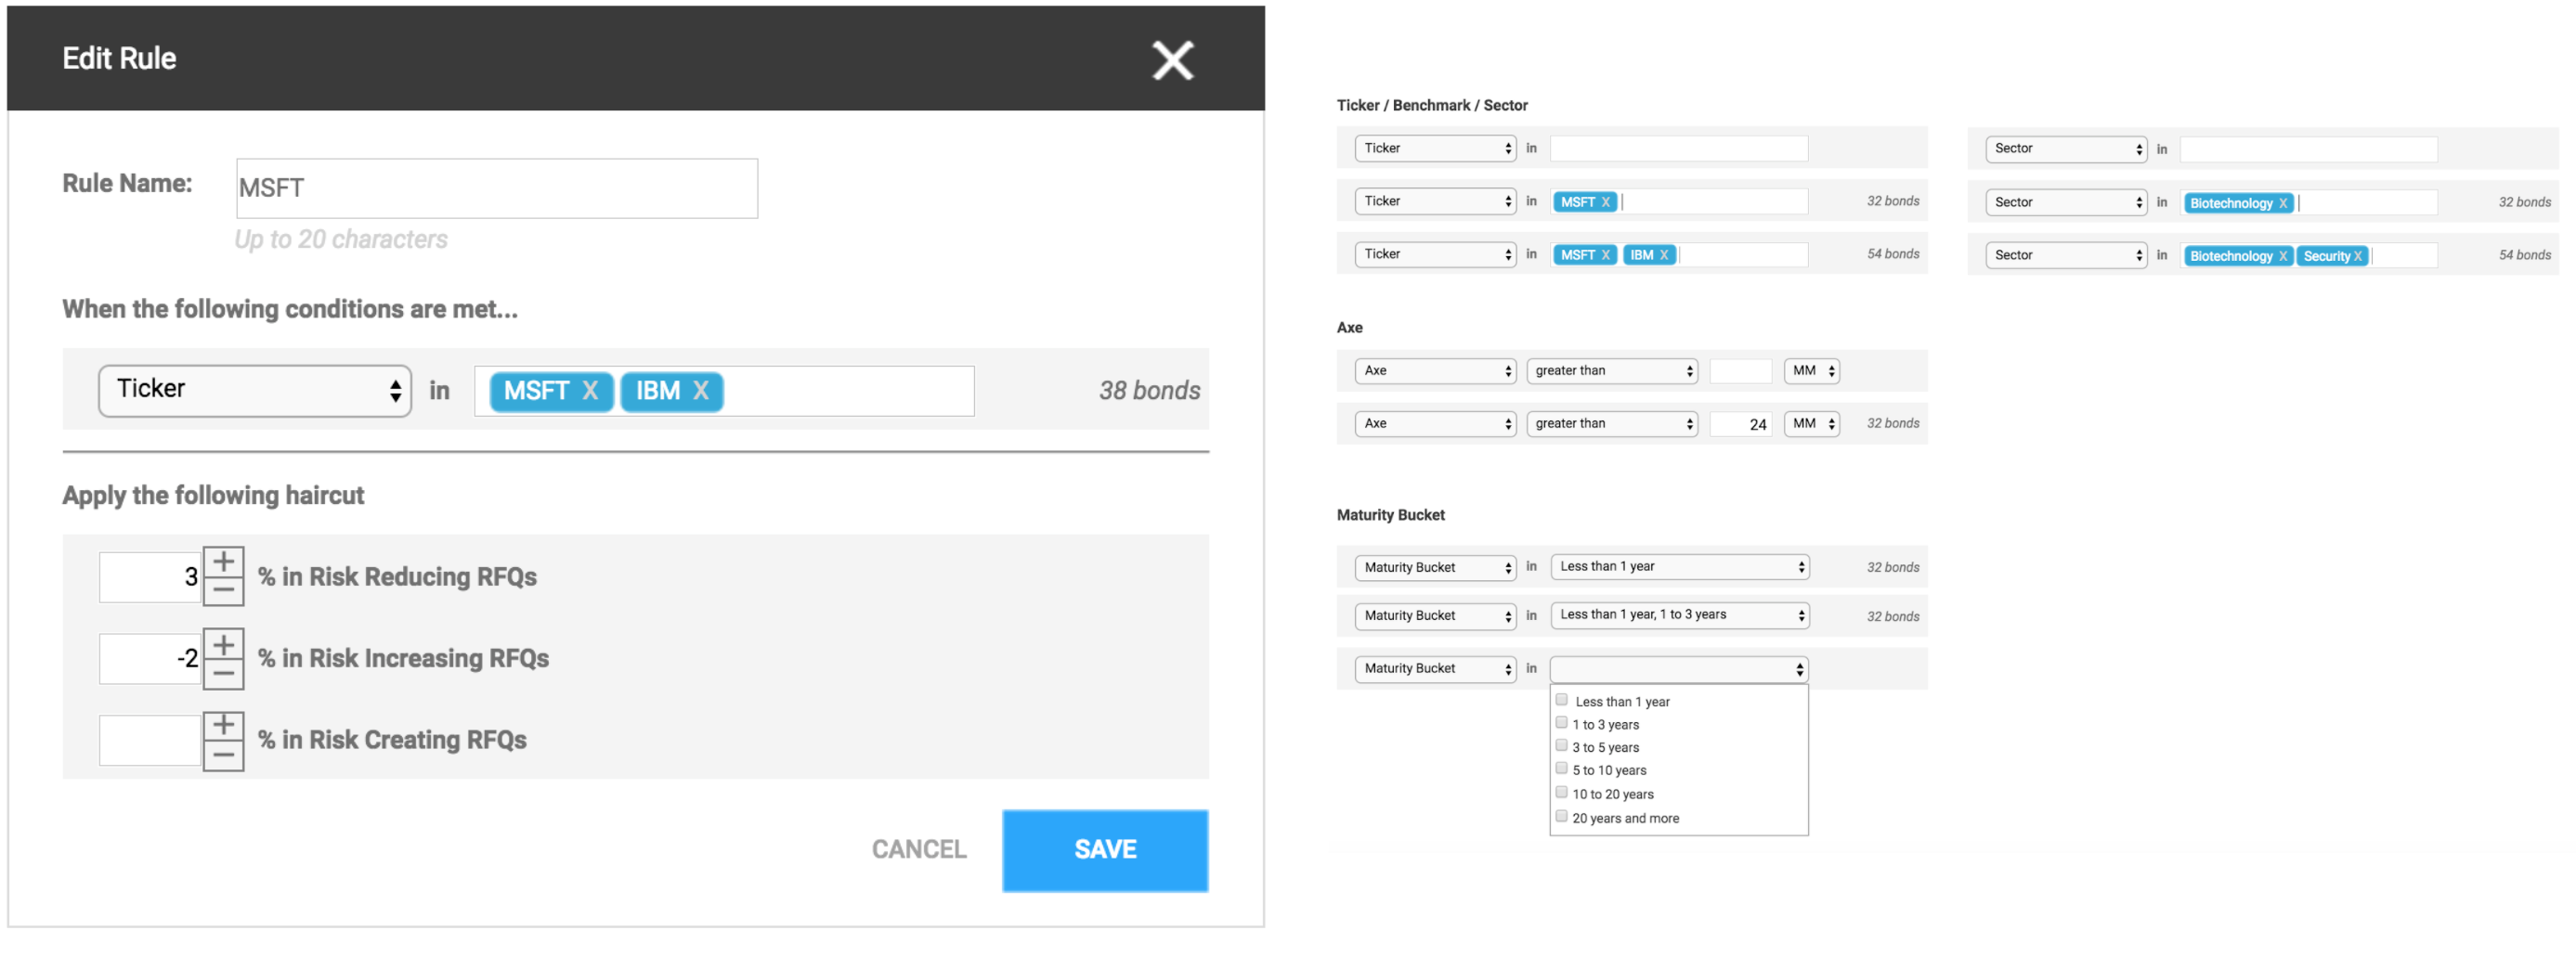 Edit Rule X
Rule Name: MSFT
Up to 20 characters
When the following conditions are met...
Ticker in MSFT X IBM X 38 bonds
Apply the following haircut
3 + − % in Risk Reducing RFQs
-2 + − % in Risk Increasing RFQs
+ − % in Risk Creating RFQs
CANCEL SAVE
Ticker / Benchmark / Sector
Ticker in
Ticker in MSFT X 32 bonds
Ticker in MSFT X IBM X 54 bonds
Sector in
Sector in Biotechnology X 32 bonds
Sector in Biotechnology X Security X 54 bonds
Axe
Axe greater than MM
Axe greater than 24 MM 32 bonds
Maturity Bucket
Maturity Bucket in Less than 1 year 32 bonds
Maturity Bucket in Less than 1 year, 1 to 3 years 32 bonds
Maturity Bucket in
Less than 1 year
1 to 3 years
3 to 5 years
5 to 10 years
10 to 20 years
20 years and more